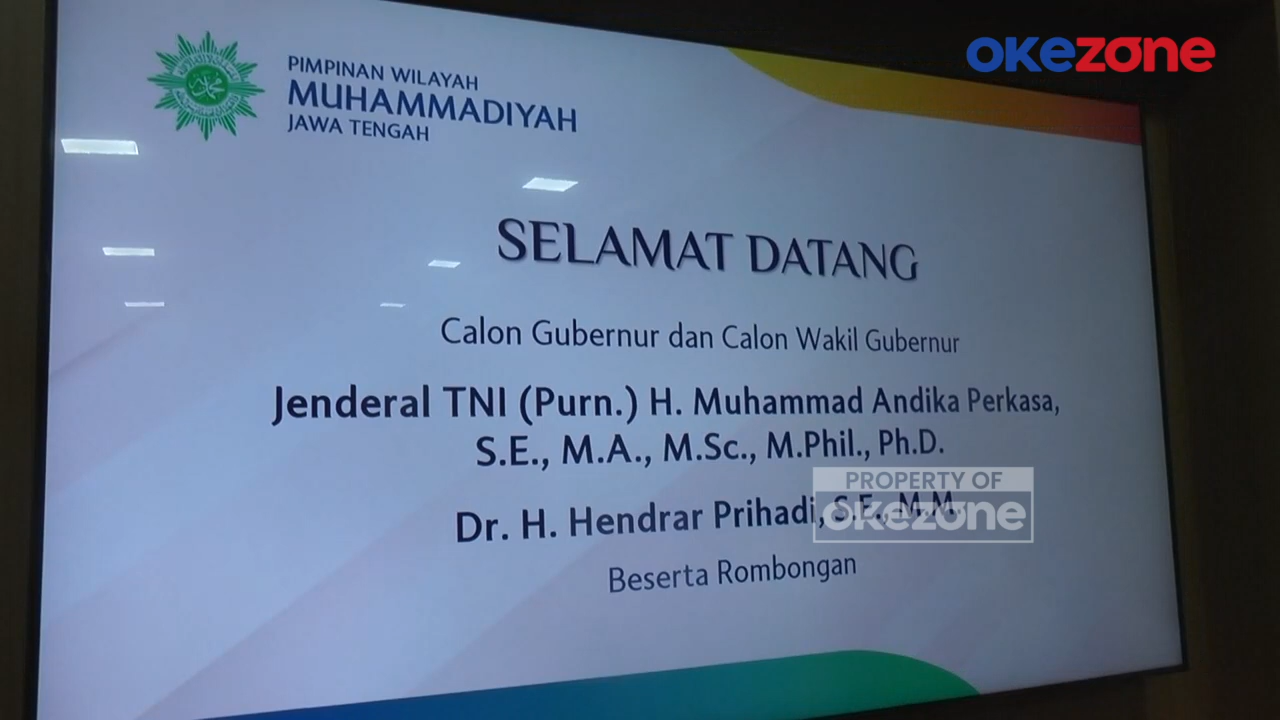 okezone
PIMPINAN WILAYAH
MUHAMMADIYAH
JAWA TENGAH
SELAMAT DATANG
Calon Gubernur dan Calon Wakil Gubernur
Jenderal TNI (Purn.) H. Muhammad Andika Perkasa,
S.E., M.A., M.Sc., M.Phil., Ph.D.
PROPERTY OF
okezone
Dr. H. Hendrar Prihadi, S.E., M.M.
Beserta Rombongan